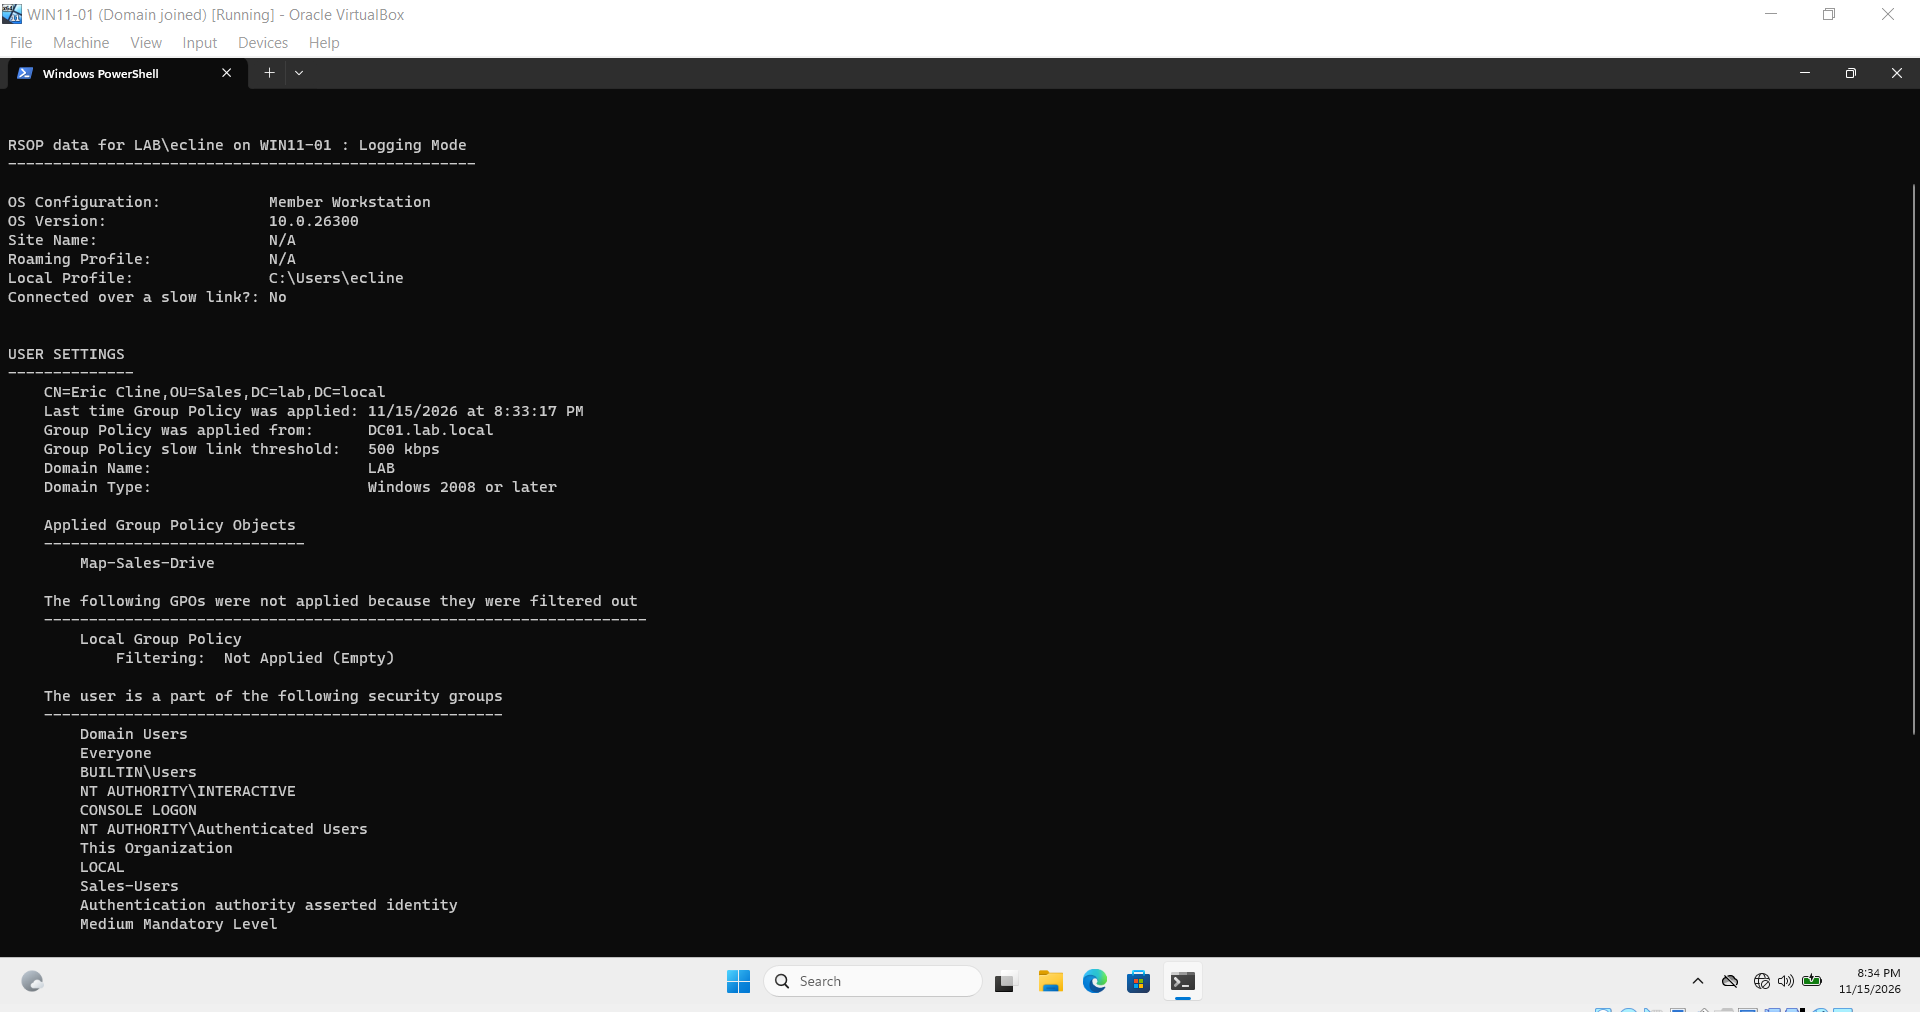 WIN11-01 (Domain joined) [Running] - Oracle VirtualBox
File Machine View Input Devices Help
Windows PowerShell
RSOP data for LAB\ecline on WIN11-01 : Logging Mode
----------------------------------------------------
OS Configuration: Member Workstation
OS Version: 10.0.26300
Site Name: N/A
Roaming Profile: N/A
Local Profile: C:\Users\ecline
Connected over a slow link?: No
USER SETTINGS
--------------
CN=Eric Cline,OU=Sales,DC=lab,DC=local
Last time Group Policy was applied: 11/15/2026 at 8:33:17 PM
Group Policy was applied from: DC01.lab.local
Group Policy slow link threshold: 500 kbps
Domain Name: LAB
Domain Type: Windows 2008 or later
Applied Group Policy Objects
-----------------------------
Map-Sales-Drive
The following GPOs were not applied because they were filtered out
-------------------------------------------------------------------
Local Group Policy
Filtering: Not Applied (Empty)
The user is a part of the following security groups
---------------------------------------------------
Domain Users
Everyone
BUILTIN\Users
NT AUTHORITY\INTERACTIVE
CONSOLE LOGON
NT AUTHORITY\Authenticated Users
This Organization
LOCAL
Sales-Users
Authentication authority asserted identity
Medium Mandatory Level
Search
8:34 PM
11/15/2026